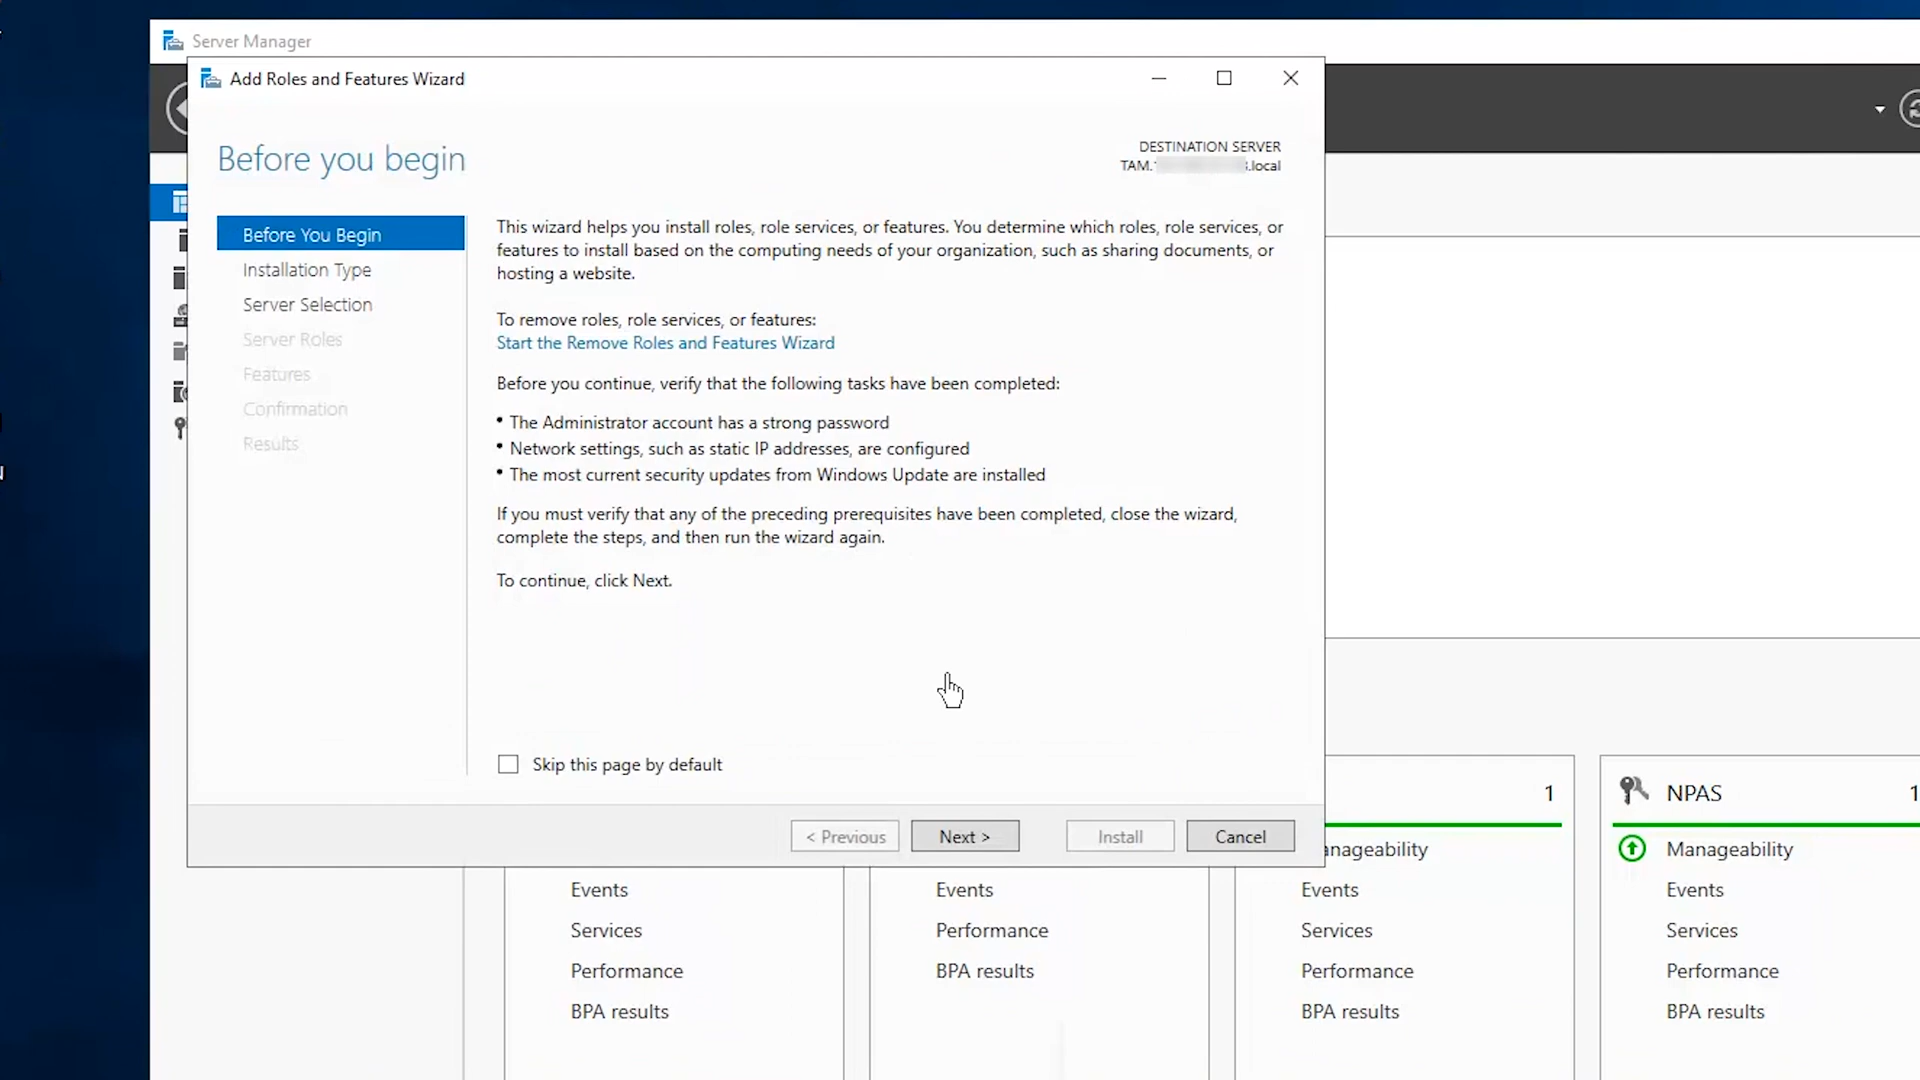 Server Manager
Add Roles and Features Wizard
Before you begin
DESTINATION SERVER
TAM. .local
Before You Begin
Installation Type
Server Selection
Server Roles
Features
Confirmation
Results
This wizard helps you install roles, role services, or features. You determine which roles, role services, or
features to install based on the computing needs of your organization, such as sharing documents, or
hosting a website.
To remove roles, role services, or features:
Start the Remove Roles and Features Wizard
Before you continue, verify that the following tasks have been completed:
• The Administrator account has a strong password
• Network settings, such as static IP addresses, are configured
• The most current security updates from Windows Update are installed
If you must verify that any of the preceding prerequisites have been completed, close the wizard,
complete the steps, and then run the wizard again.
To continue, click Next.
Skip this page by default
< Previous
Next >
Install
Cancel
Events
Services
Performance
BPA results
Events
Performance
BPA results
1
anageability
Events
Services
Performance
BPA results
NPAS
1
Manageability
Events
Services
Performance
BPA results